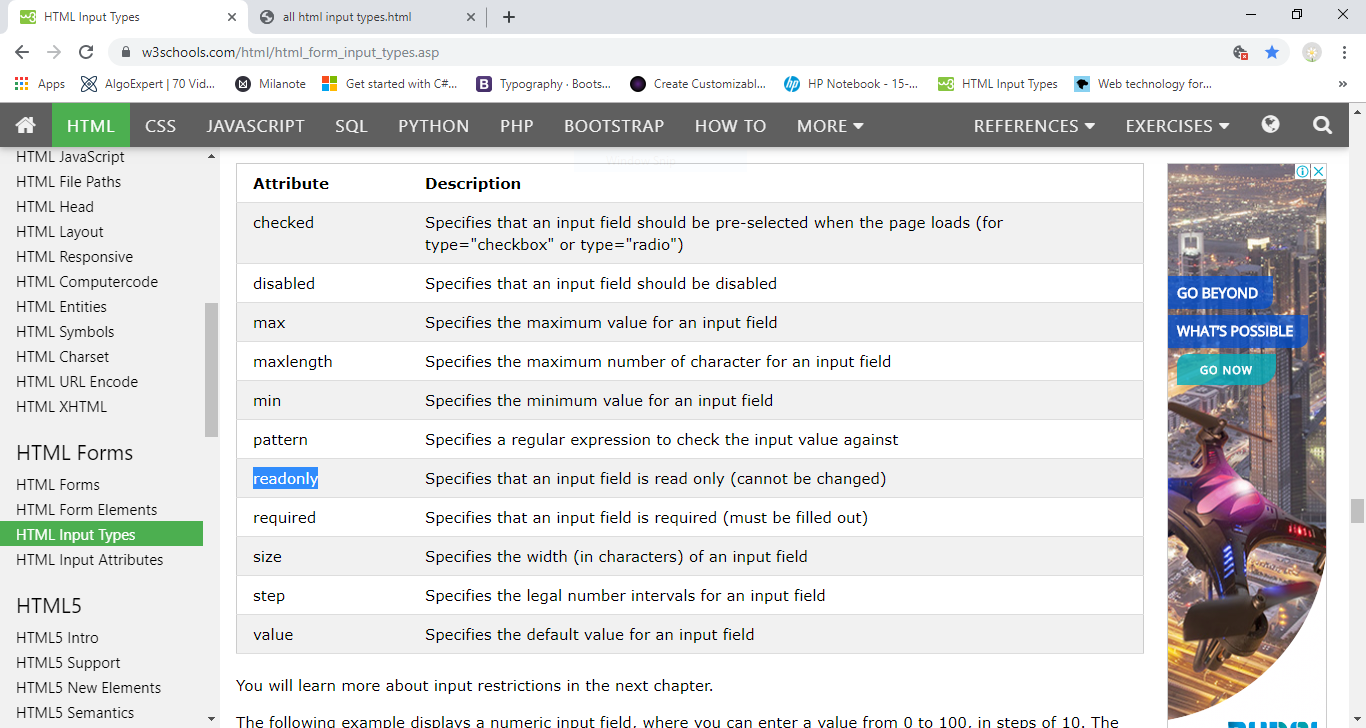 HTML Input Types
all html input types.html
w3schools.com/html/html_form_input_types.asp
Apps
AlgoExpert | 70 Vid...
Milanote
Get started with C#...
Typography · Boots...
Create Customizabl...
HP Notebook - 15-...
HTML Input Types
Web technology for...
»
HTML
CSS
JAVASCRIPT
SQL
PYTHON
PHP
BOOTSTRAP
HOW TO
MORE
REFERENCES
EXERCISES
HTML JavaScript
HTML File Paths
HTML Head
HTML Layout
HTML Responsive
HTML Computercode
HTML Entities
HTML Symbols
HTML Charset
HTML URL Encode
HTML XHTML
HTML Forms
HTML Forms
HTML Form Elements
HTML Input Types
HTML Input Attributes
HTML5
HTML5 Intro
HTML5 Support
HTML5 New Elements
HTML5 Semantics
Attribute Description
checked Specifies that an input field should be pre-selected when the page loads (for
type="checkbox" or type="radio")
disabled Specifies that an input field should be disabled
max Specifies the maximum value for an input field
maxlength Specifies the maximum number of character for an input field
min Specifies the minimum value for an input field
pattern Specifies a regular expression to check the input value against
readonly Specifies that an input field is read only (cannot be changed)
required Specifies that an input field is required (must be filled out)
size Specifies the width (in characters) of an input field
step Specifies the legal number intervals for an input field
value Specifies the default value for an input field
You will learn more about input restrictions in the next chapter.
The following example displays a numeric input field, where you can enter a value from 0 to 100, in steps of 10. The
GO BEYOND
WHAT'S POSSIBLE
GO NOW